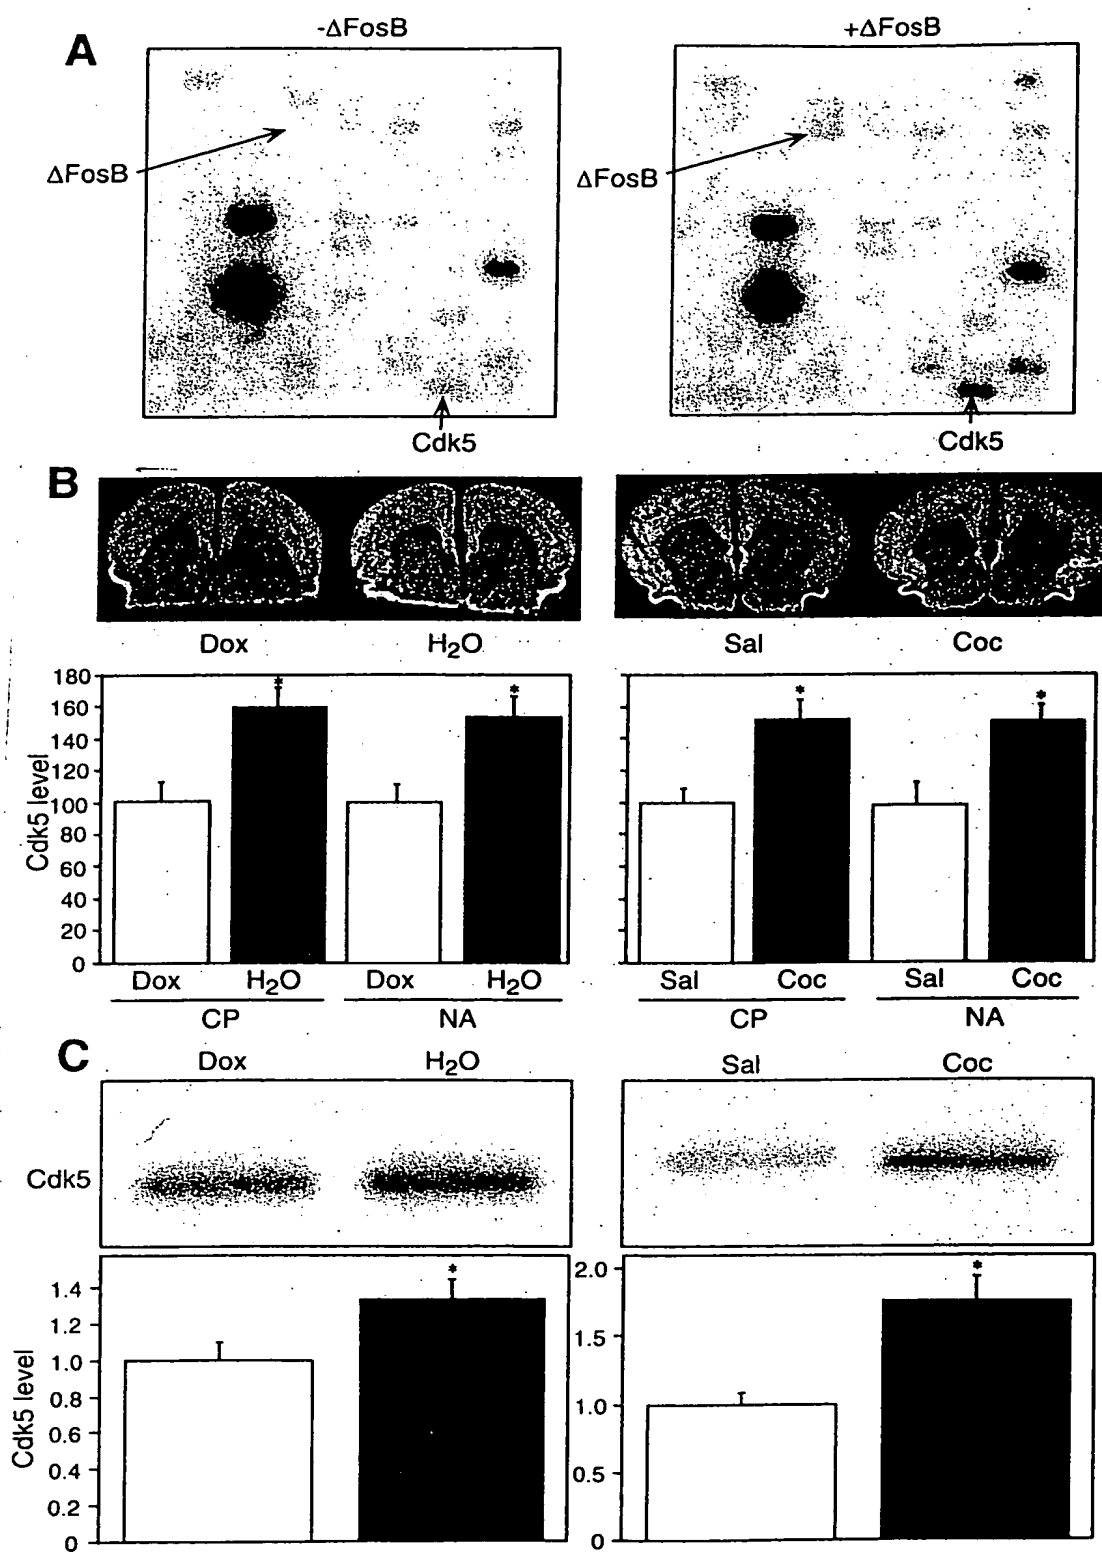 A
-ΔFosB
+ΔFosB
ΔFosB
ΔFosB
Cdk5
Cdk5
B
Dox
H₂O
Sal
Coc
Cdk5 level
180
160
140
120
100
80
60
40
20
0
*
*
*
*
Dox
H₂O
Dox
H₂O
Sal
Coc
Sal
Coc
CP
NA
CP
NA
C
Dox
H₂O
Sal
Coc
Cdk5
Cdk5 level
1.4
1.2
1.0
0.8
0.6
0.4
0.2
0
*
2.0
1.5
1.0
0.5
0
*